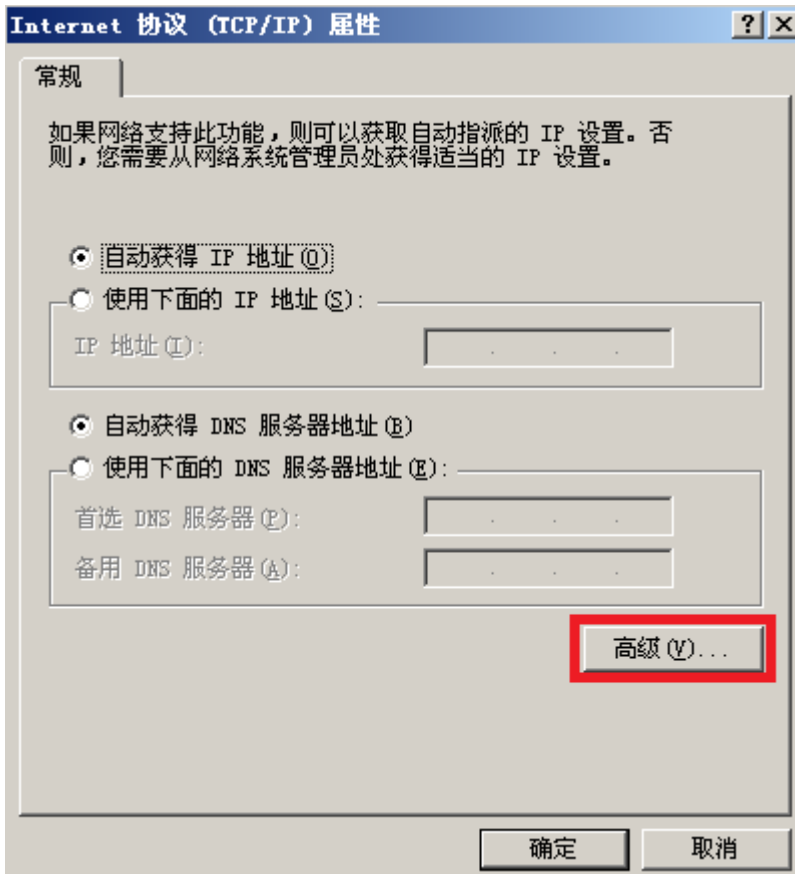 Internet 协议 (TCP/IP) 属性
常规
如果网络支持此功能，则可以获取自动指派的 IP 设置。否
则，您需要从网络系统管理员处获得适当的 IP 设置。
自动获得 IP 地址(O)
使用下面的 IP 地址(S):
IP 地址(I):
自动获得 DNS 服务器地址(B)
使用下面的 DNS 服务器地址(E):
首选 DNS 服务器(P):
备用 DNS 服务器(A):
高级(V)...
确定 取消